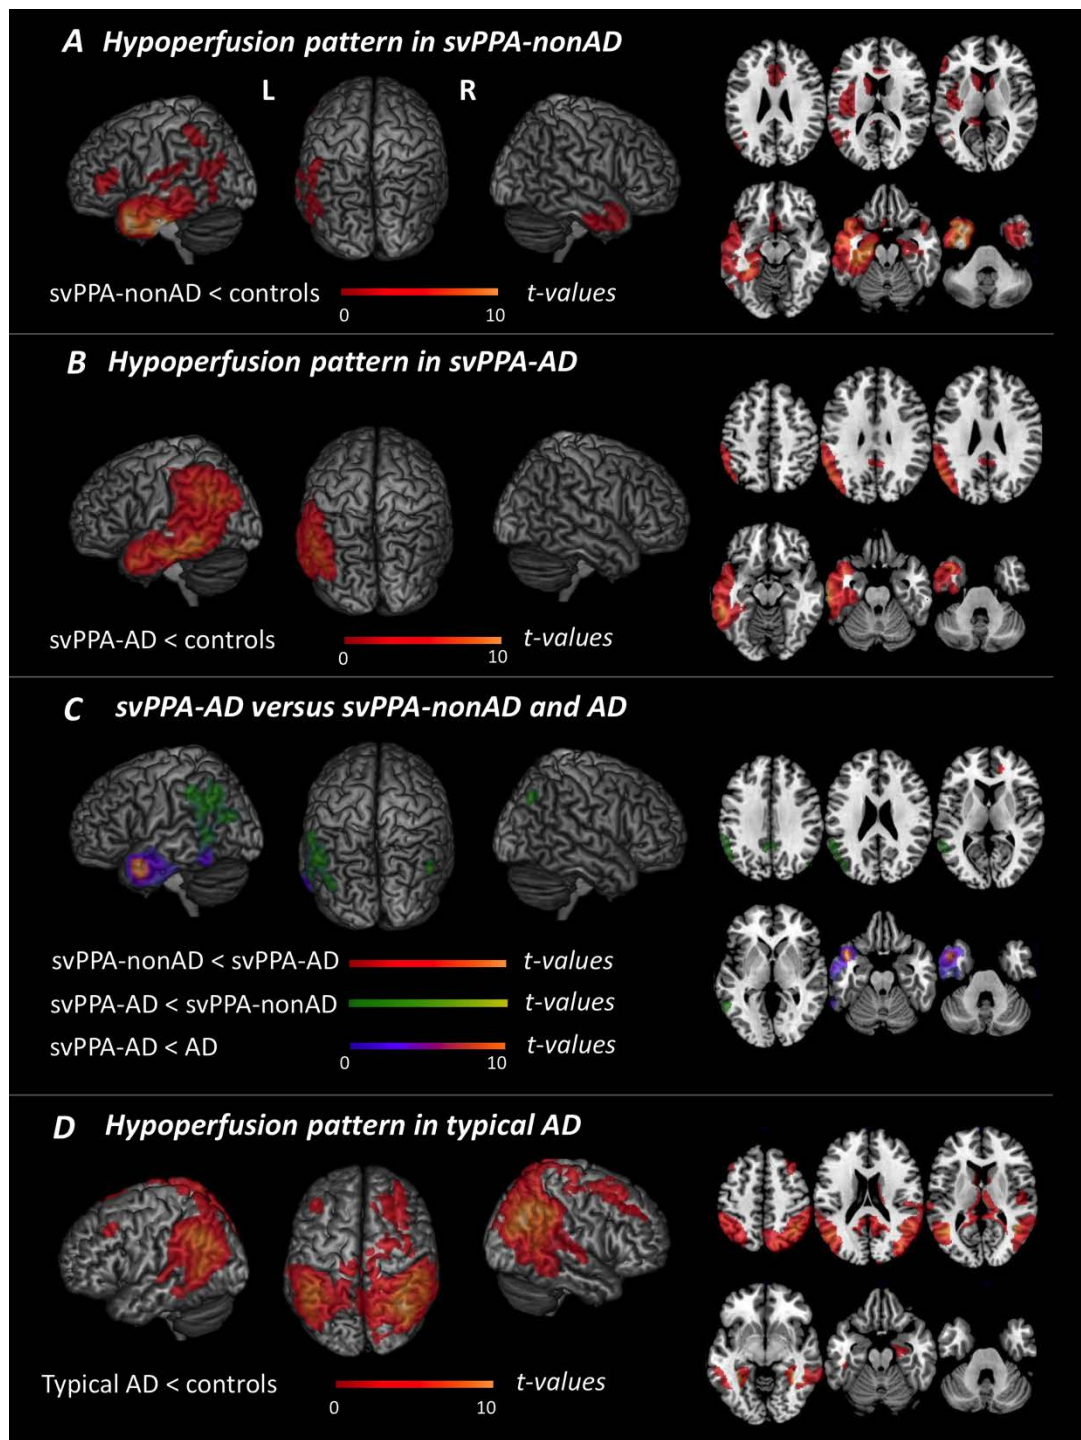 A Hypoperfusion pattern in svPPA-nonAD
L R
svPPA-nonAD < controls t-values
0 10
B Hypoperfusion pattern in svPPA-AD
svPPA-AD < controls t-values
0 10
C svPPA-AD versus svPPA-nonAD and AD
svPPA-nonAD < svPPA-AD t-values
svPPA-AD < svPPA-nonAD t-values
svPPA-AD < AD t-values
0 10
D Hypoperfusion pattern in typical AD
Typical AD < controls t-values
0 10